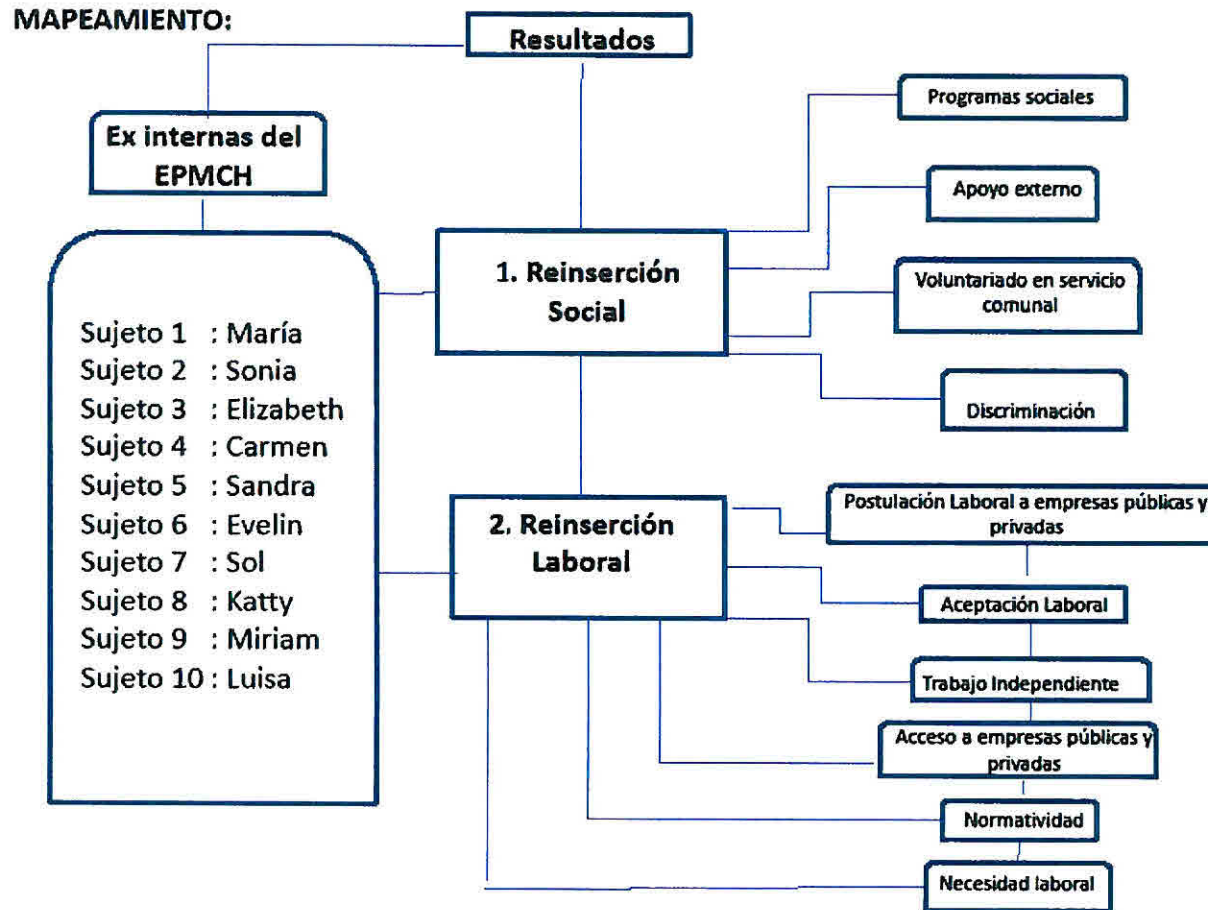 MAPEAMIENTO:
Resultados
Ex internas del
EPMCH
Sujeto 1 : María
Sujeto 2 : Sonia
Sujeto 3 : Elizabeth
Sujeto 4 : Carmen
Sujeto 5 : Sandra
Sujeto 6 : Evelin
Sujeto 7 : Sol
Sujeto 8 : Katty
Sujeto 9 : Miriam
Sujeto 10 : Luisa
1. Reinserción
Social
Programas sociales
Apoyo externo
Voluntariado en servicio
comunal
Discriminación
2. Reinserción
Laboral
Postulación Laboral a empresas públicas y
privadas
Aceptación Laboral
Trabajo Independiente
Acceso a empresas públicas y
privadas
Normatividad
Necesidad laboral